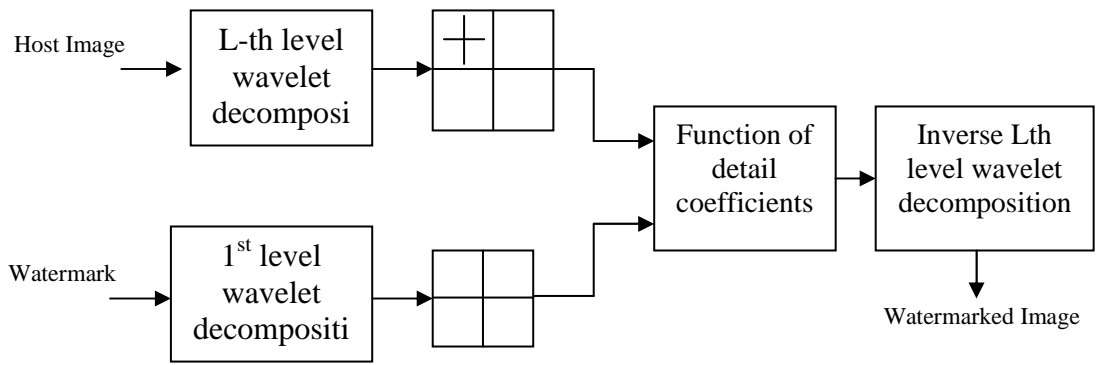 Host Image
L-th level
wavelet
decomposi
Function of
detail
coefficients
Inverse Lth
level wavelet
decomposition
Watermark
1st level
wavelet
decompositi
Watermarked Image